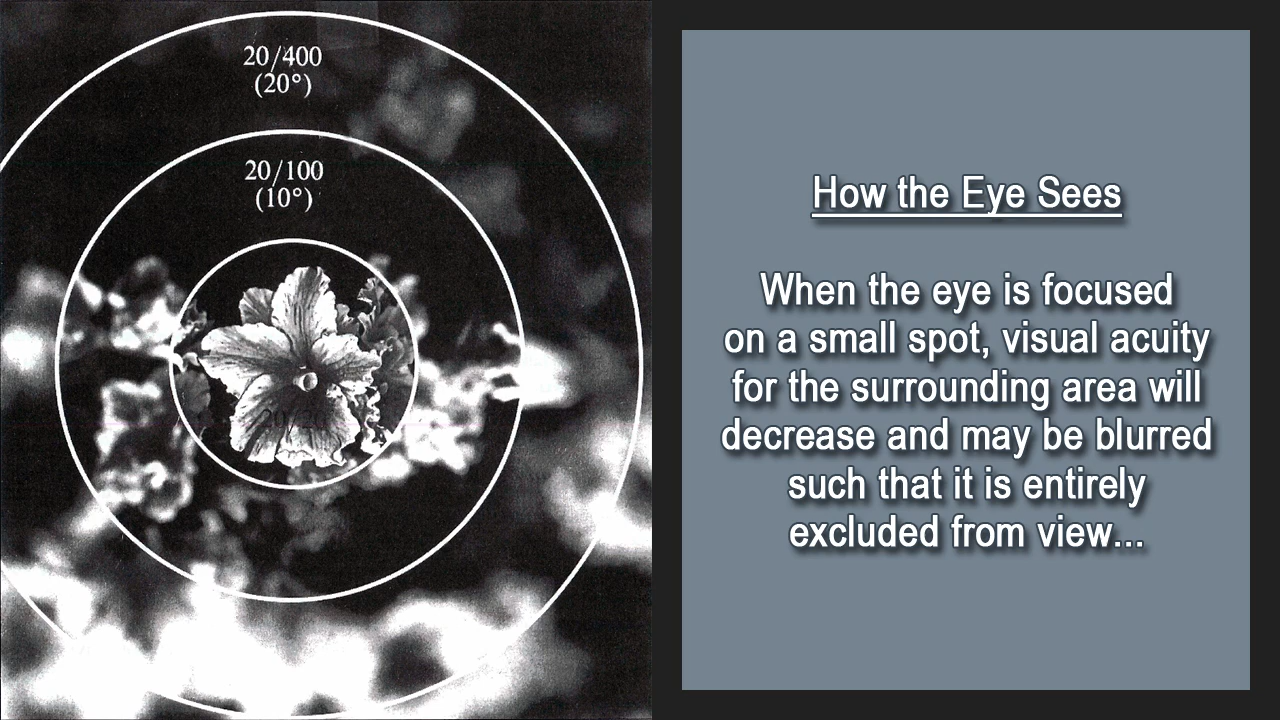 20/400
(20°)
20/100
(10°)
20/20
How the Eye Sees
When the eye is focused
on a small spot, visual acuity
for the surrounding area will
decrease and may be blurred
such that it is entirely
excluded from view...